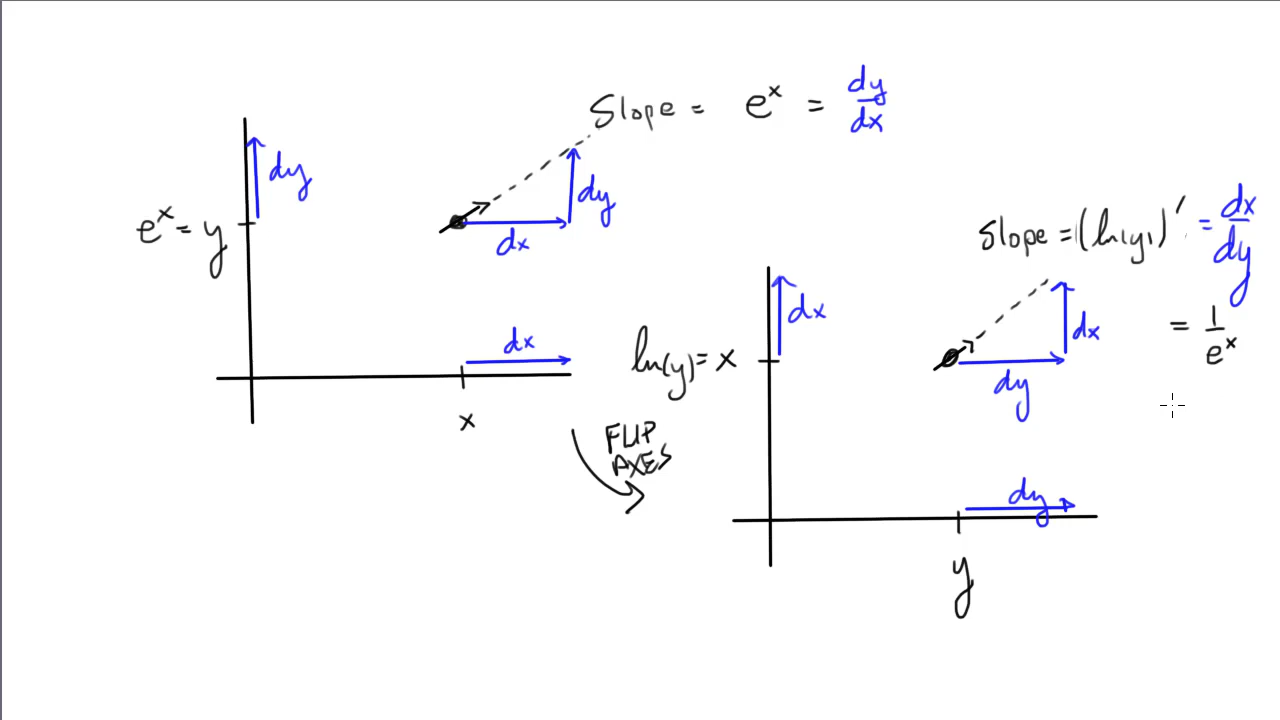 Slope = e^x = dy/dx
dy
e^x = y
dy
dx
dx
x
FLIP
AXES
Slope = (ln(y))' = dx/dy
= 1/e^x
dx
ln(y) = x
dx
dy
dy
y